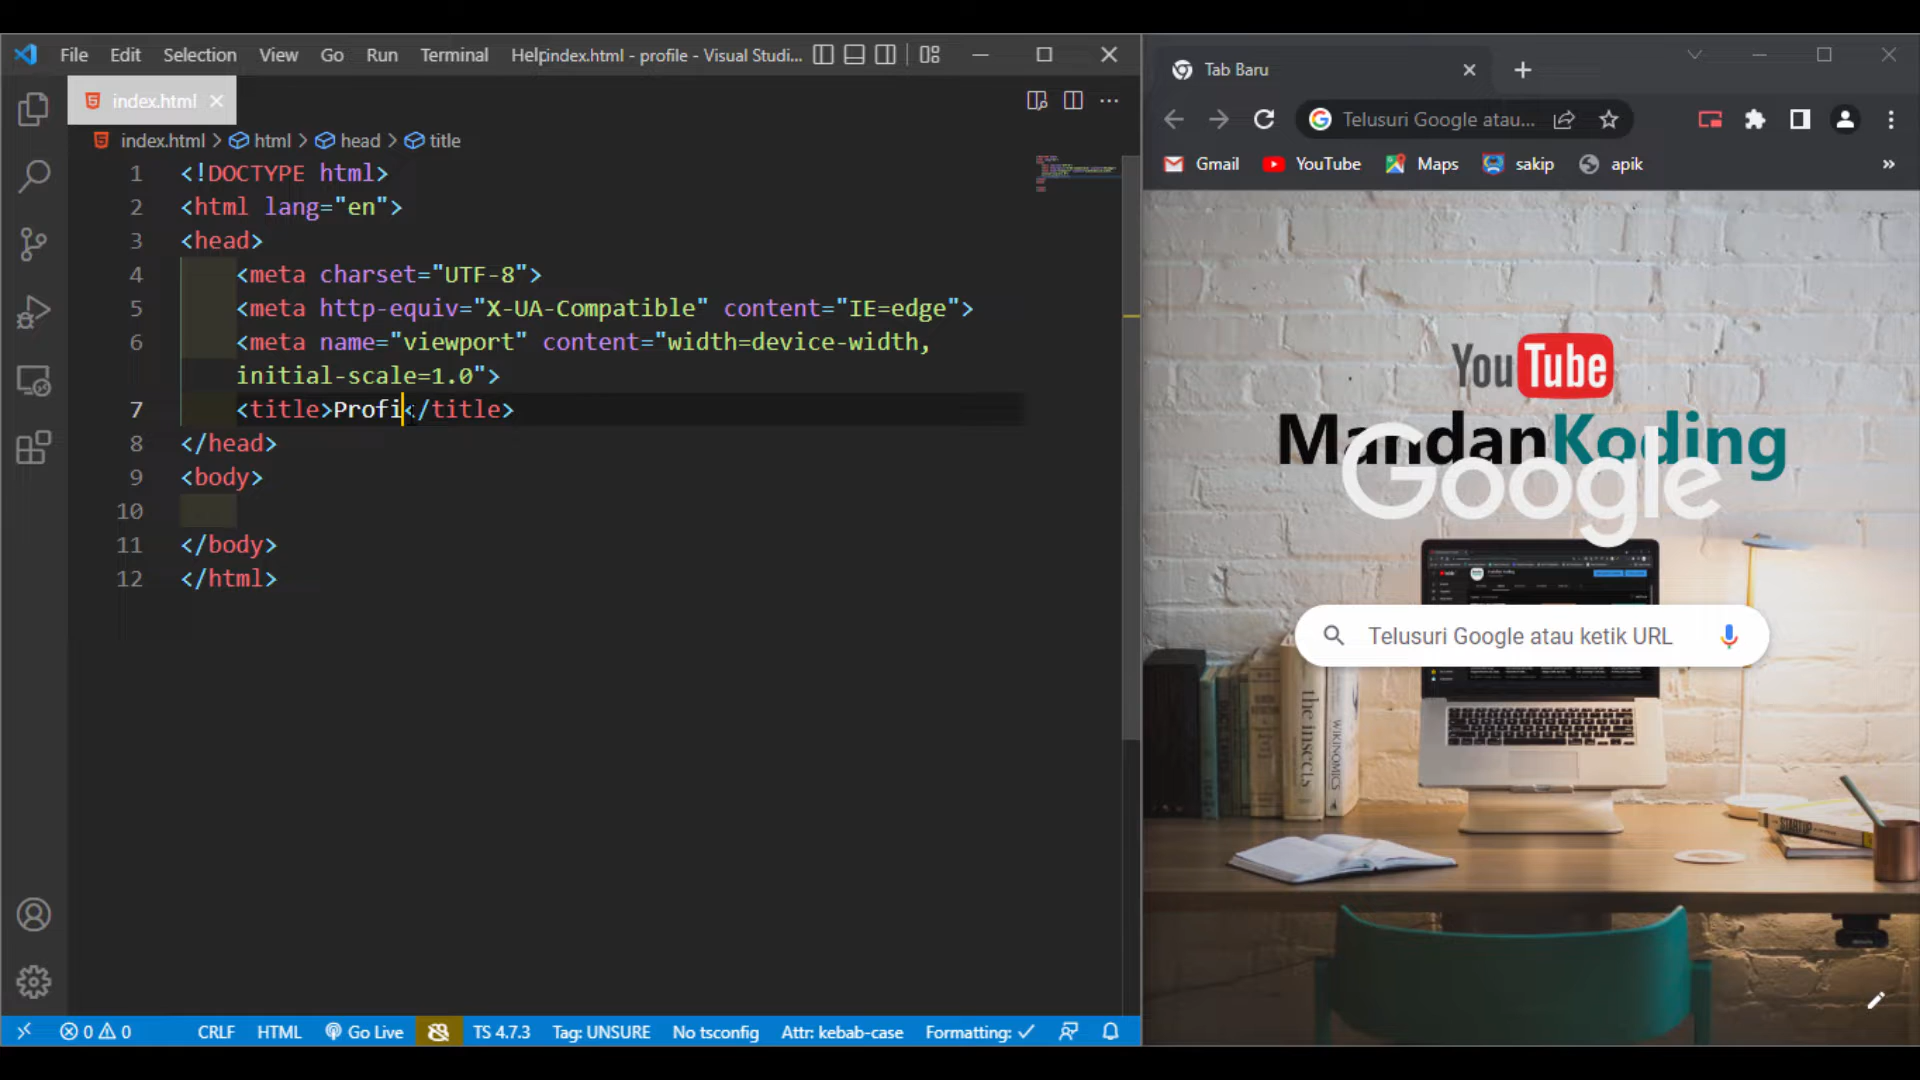 File Edit Selection View Go Run Terminal Help index.html - profile - Visual Studi...
index.html
index.html > html > head > title
1 <!DOCTYPE html>
2 <html lang="en">
3 <head>
4 <meta charset="UTF-8">
5 <meta http-equiv="X-UA-Compatible" content="IE=edge">
6 <meta name="viewport" content="width=device-width,
initial-scale=1.0">
7 <title>Profi</title>
8 </head>
9 <body>
10
11 </body>
12 </html>
0 0 CRLF HTML Go Live TS 4.7.3 Tag: UNSURE No tsconfig Attr: kebab-case Formatting: ✓
Tab Baru
Telusuri Google atau...
Gmail YouTube Maps sakip apik »
YouTube
MandanKoding
Google
Telusuri Google atau ketik URL
the insects
WIKINOMICS
STARTUP